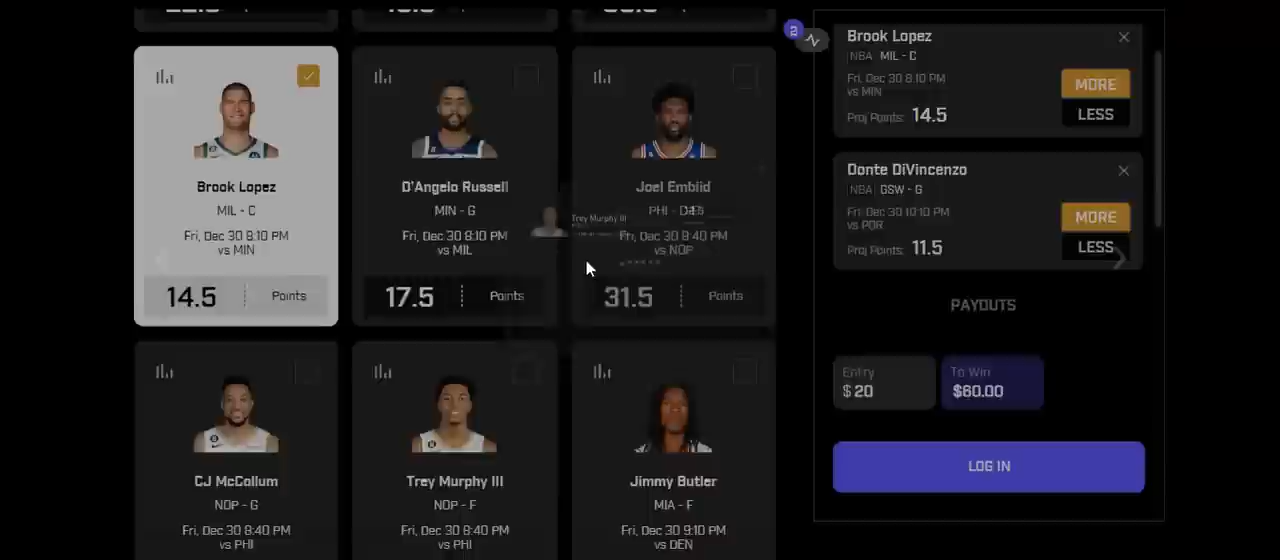 Brook Lopez
MIL - C
Fri, Dec 30 8:10 PM
vs MIN
14.5
Points
D'Angelo Russell
MIN - G
Fri, Dec 30 8:10 PM
vs MIL
17.5
Points
Joel Embiid
PHI -
Fri, Dec 30 8:40 PM
vs NOP
31.5
Points
Trey Murphy III
CJ McCollum
NOP - G
Fri, Dec 30 8:40 PM
vs PHI
Trey Murphy III
NOP - F
Fri, Dec 30 8:40 PM
vs PHI
Jimmy Butler
MIA - F
Fri, Dec 30 9:10 PM
vs DEN
2
Brook Lopez
NBA MIL - C
Fri, Dec 30 8:10 PM
vs MIN
Proj Points: 14.5
MORE
LESS
Donte DiVincenzo
NBA GSW - G
Fri, Dec 30 10:10 PM
vs POR
Proj Points: 11.5
MORE
LESS
PAYOUTS
Entry
$ 20
To Win
$60.00
LOG IN